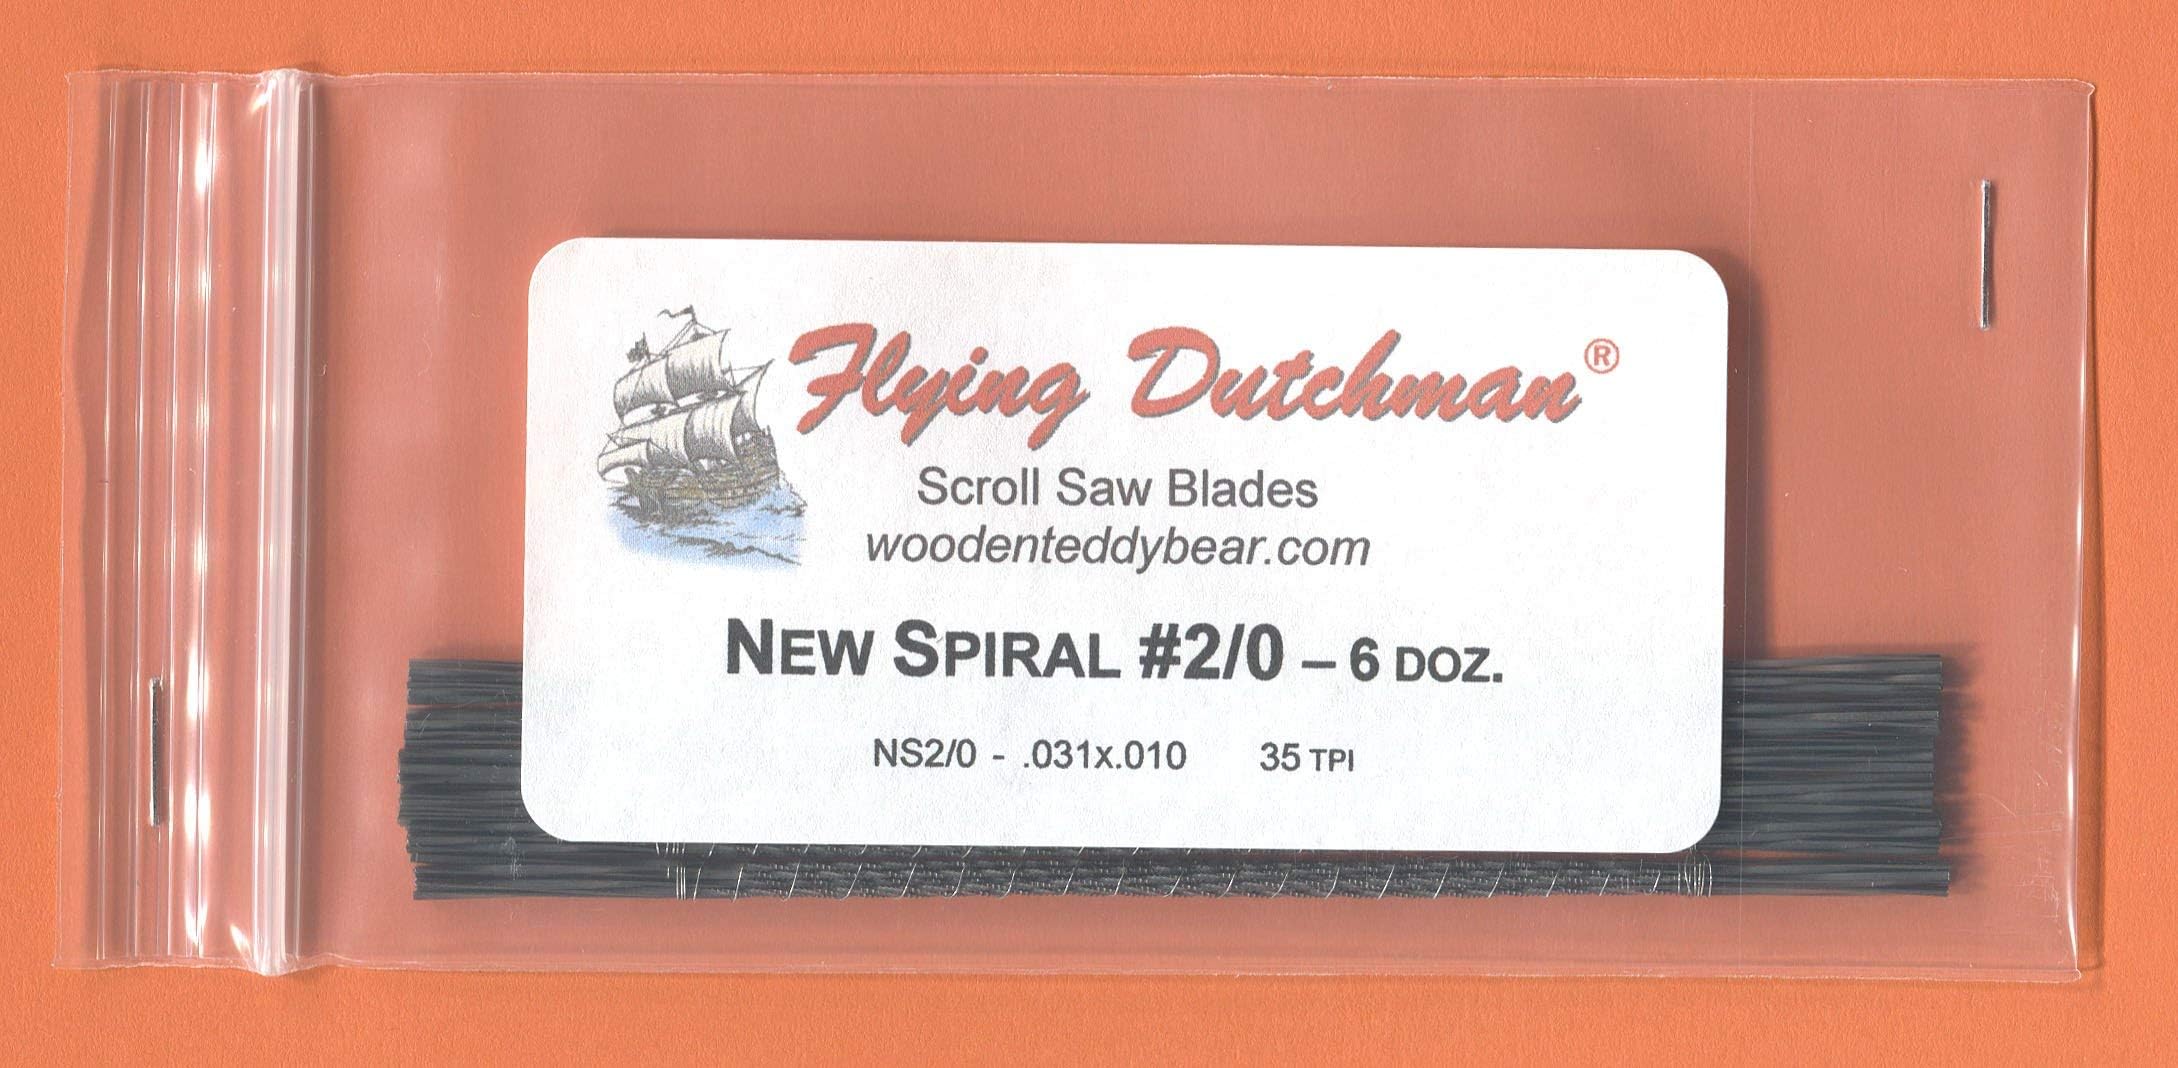 Flying Dutchman®
Scroll Saw Blades
woodenteddybear.com
NEW SPIRAL #2/0 – 6 DOZ.
NS2/0 - .031x.010 35 TPI